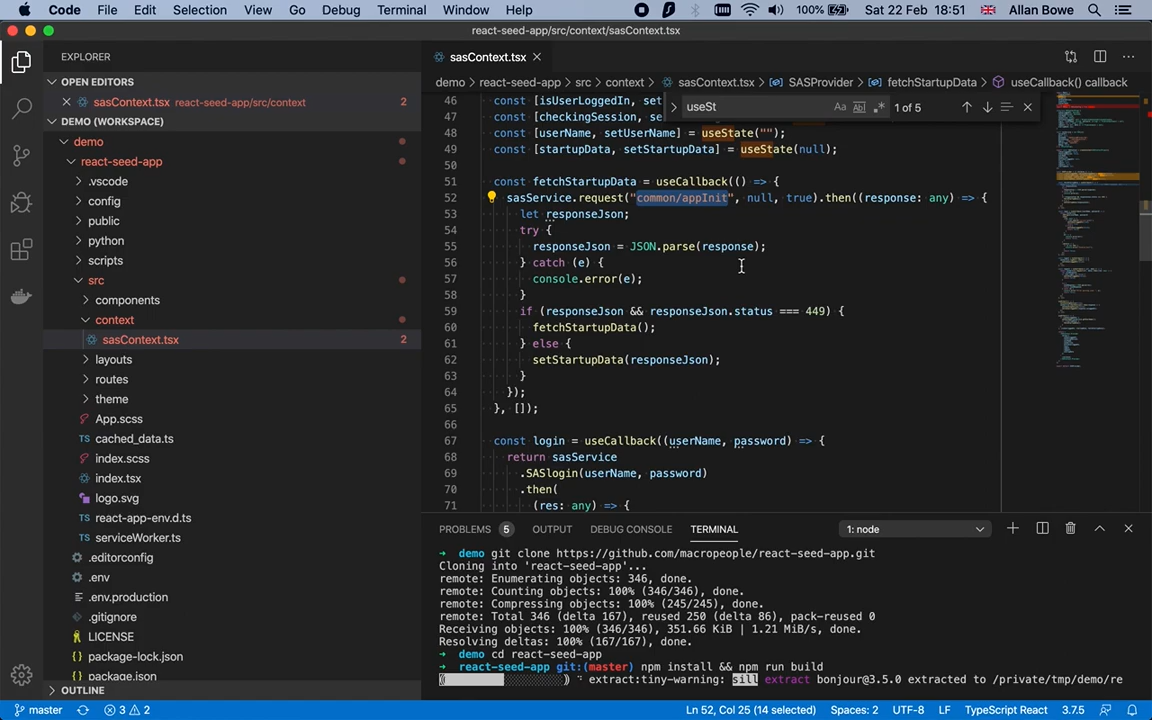 Code File Edit Selection View Go Debug Terminal Window Help 100% Sat 22 Feb 18:51 Allan Bowe
react-seed-app/src/context/sasContext.tsx
EXPLORER
OPEN EDITORS
sasContext.tsx react-seed-app/src/context 2
DEMO (WORKSPACE)
demo
react-seed-app
.vscode
config
public
python
scripts
src
components
context
sasContext.tsx 2
layouts
routes
theme
App.scss
TS cached_data.ts
index.scss
index.tsx
logo.svg
TS react-app-env.d.ts
TS serviceWorker.ts
.editorconfig
.env
.env.production
.gitignore
LICENSE
{} package-lock.json
{} package.json
OUTLINE
sasContext.tsx
demo > react-seed-app > src > context > sasContext.tsx > SASProvider > fetchStartupData > useCallback() callback
useSt Aa Abl .* 1 of 5
46 const [isUserLoggedIn, set
47 const [checkingSession, se
48 const [userName, setUserName] = useState("");
49 const [startupData, setStartupData] = useState(null);
50
51 const fetchStartupData = useCallback(() => {
52 sasService.request("common/appInit", null, true).then((response: any) => {
53 let responseJson;
54 try {
55 responseJson = JSON.parse(response);
56 } catch (e) {
57 console.error(e);
58 }
59 if (responseJson && responseJson.status === 449) {
60 fetchStartupData();
61 } else {
62 setStartupData(responseJson);
63 }
64 });
65 }, []);
66
67 const login = useCallback((userName, password) => {
68 return sasService
69 .SASlogin(userName, password)
70 .then(
71 (res: any) => {
PROBLEMS 5 OUTPUT DEBUG CONSOLE TERMINAL 1: node
→ demo git clone https://github.com/macropeople/react-seed-app.git
Cloning into 'react-seed-app'...
remote: Enumerating objects: 346, done.
remote: Counting objects: 100% (346/346), done.
remote: Compressing objects: 100% (245/245), done.
remote: Total 346 (delta 167), reused 250 (delta 86), pack-reused 0
Receiving objects: 100% (346/346), 351.66 KiB | 1.21 MiB/s, done.
Resolving deltas: 100% (167/167), done.
→ demo cd react-seed-app
→ react-seed-app git:(master) npm install && npm run build
extract:tiny-warning: sill extract bonjour@3.5.0 extracted to /private/tmp/demo/re
master 3 2 Ln 52, Col 25 (14 selected) Spaces: 2 UTF-8 LF TypeScript React 3.7.5